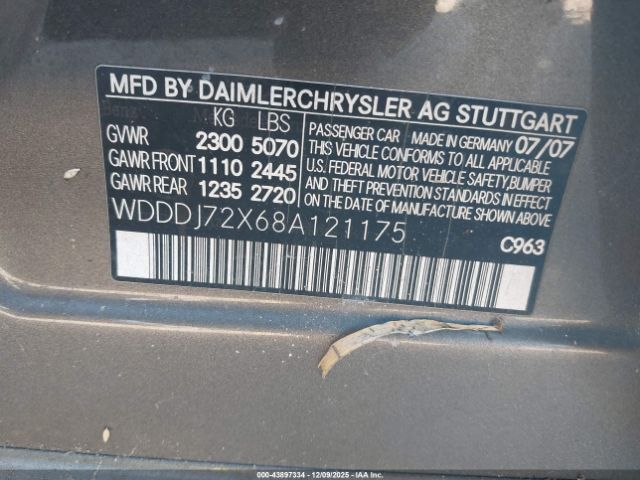 MFD BY DAIMLERCHRYSLER AG STUTTGART
KG LBS
GVWR 2300 5070
GAWR FRONT 1110 2445
GAWR REAR 1235 2720
PASSENGER CAR MADE IN GERMANY 07/07
THIS VEHICLE CONFORMS TO ALL APPLICABLE
U.S. FEDERAL MOTOR VEHICLE SAFETY, BUMPER
AND THEFT PREVENTION STANDARDS IN EFFECT
ON THE DATE OF MANUFACTURE SHOWN ABOVE
WDDDJ72X68A121175
C963
00-43897334 - 12/09/2025 - IAA Inc.